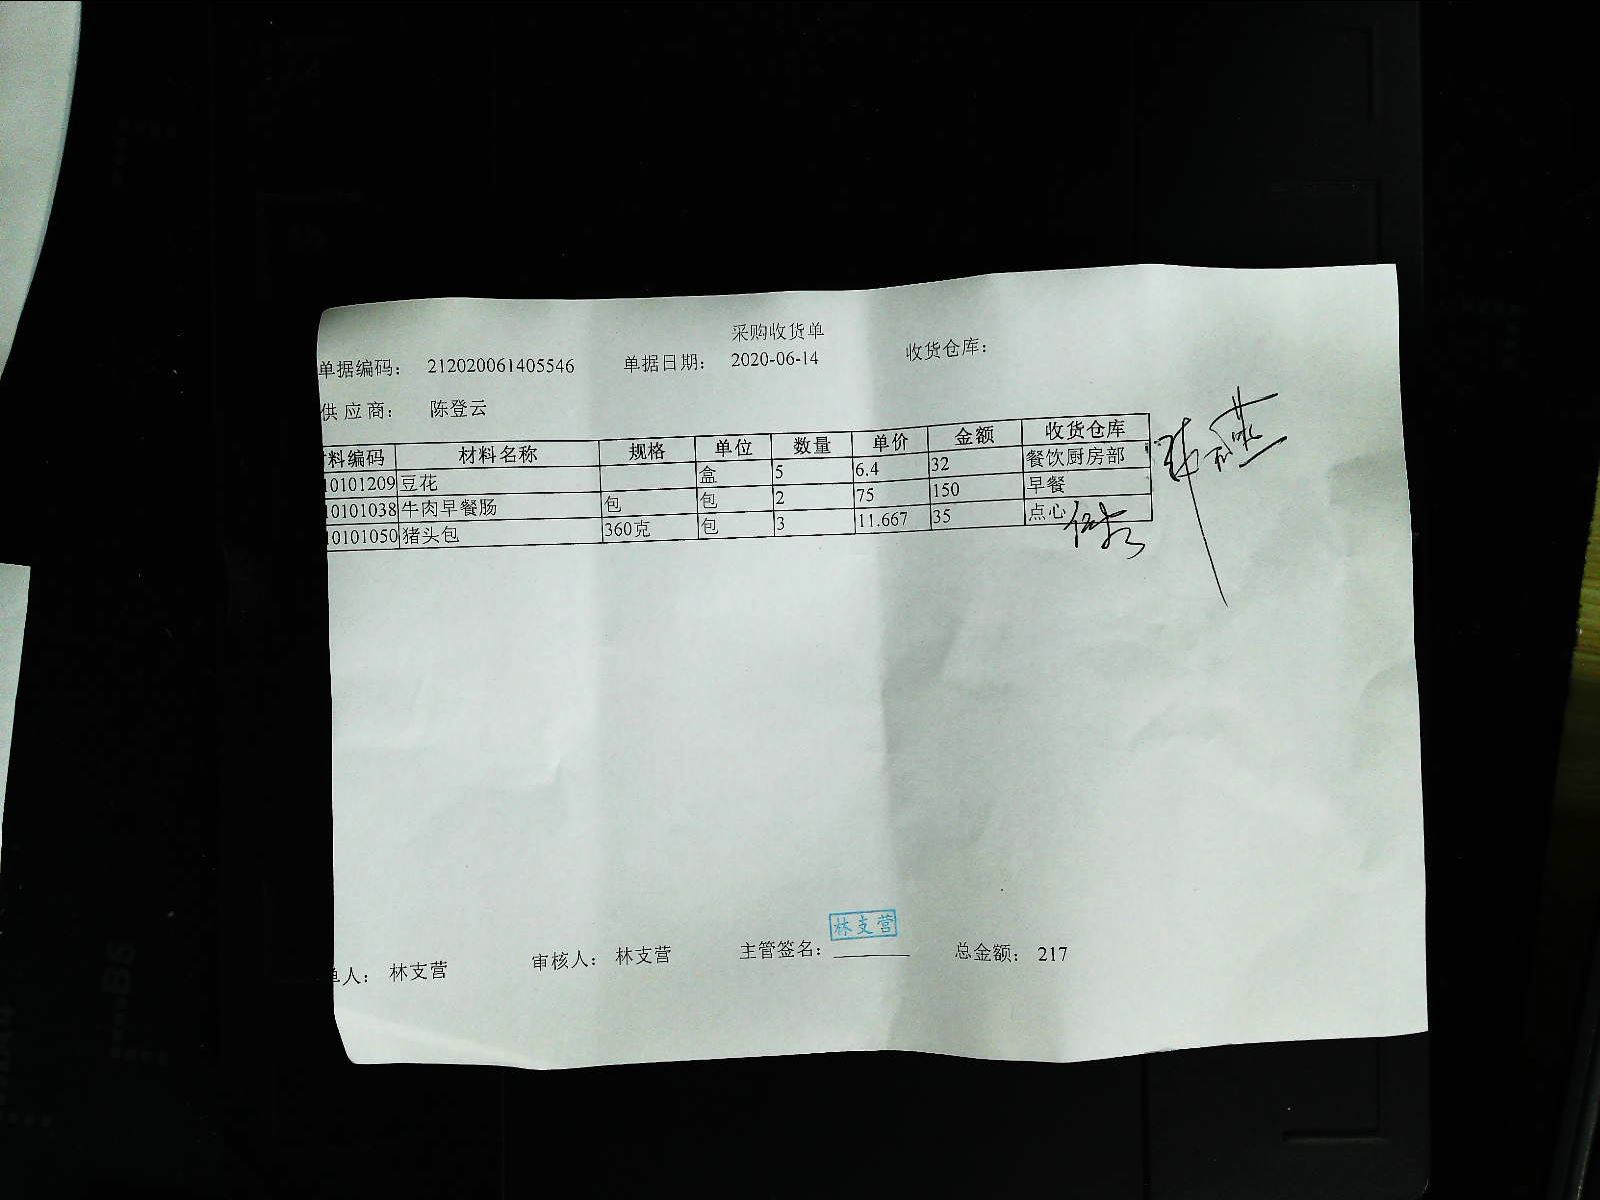 采购收货单
单据编码： 212020061405546 单据日期： 2020-06-14 收货仓库：
供应商： 陈登云
料编码 材料名称 规格 单位 数量 单价 金额 收货仓库
10101209 豆花 盒 5 6.4 32 餐饮厨房部
10101038 牛肉早餐肠 包 包 2 75 150 早餐
10101050 猪头包 360克 包 3 11.667 35 点心
林支营
单人： 林支营 审核人： 林支营 主管签名： 总金额： 217